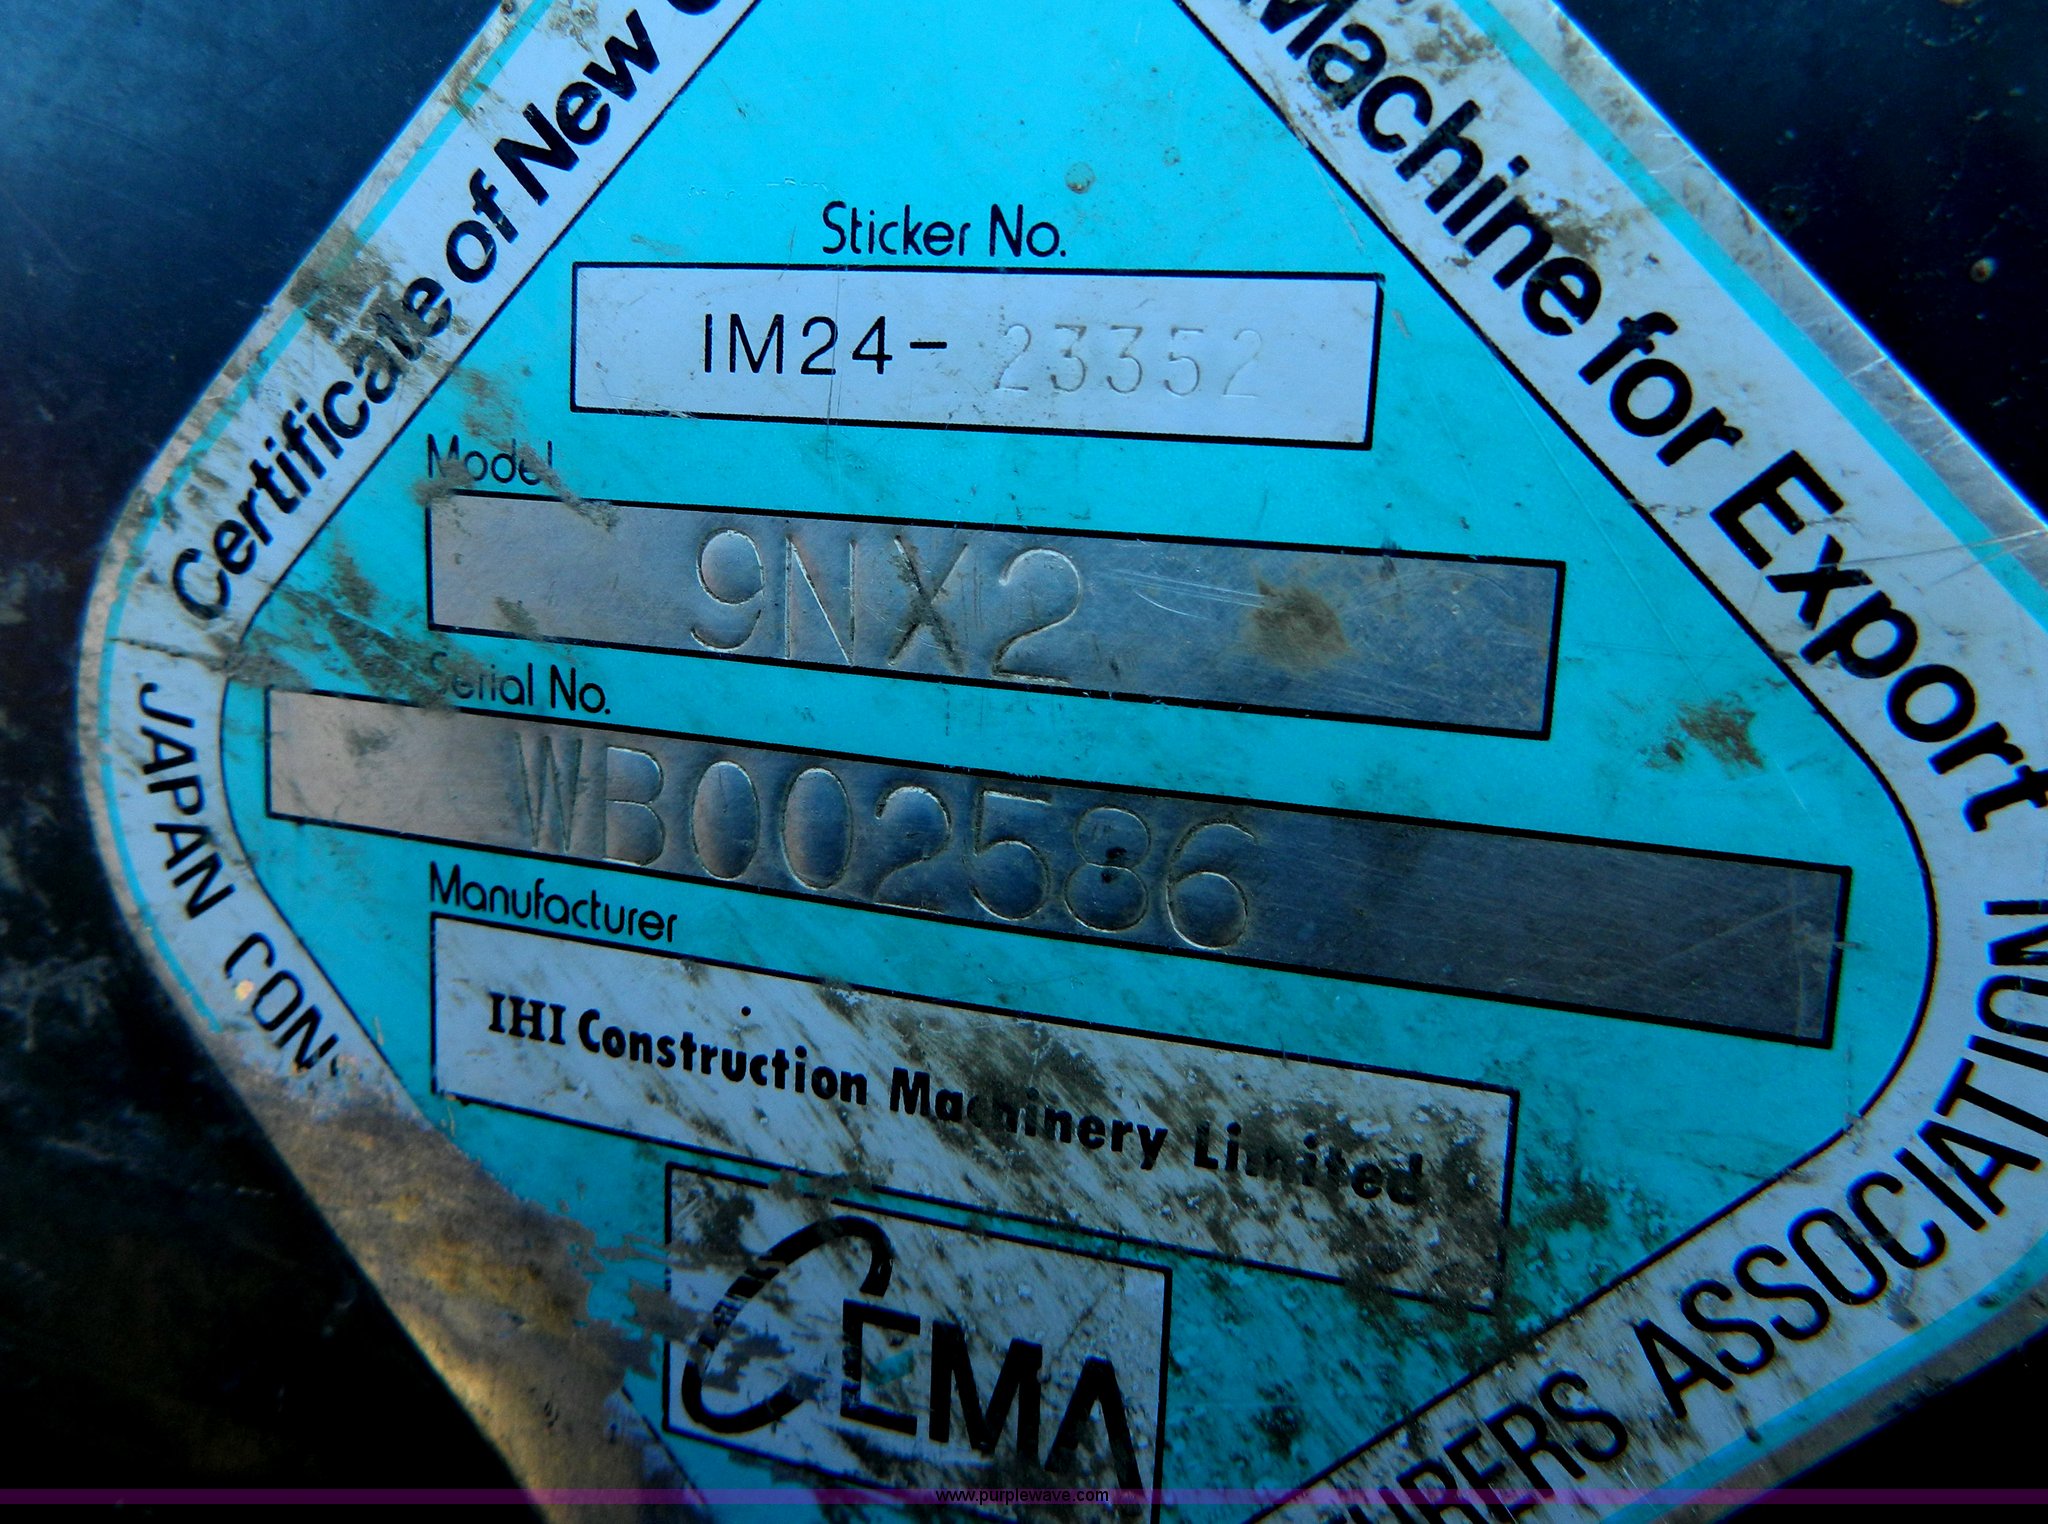 Certificate of New
Machine for Export
Sticker No.
IM24- 23352
Model
9NX2
Serial No.
WB002586
Manufacturer
IHI Construction Machinery Limited
CEMA
JAPAN CON
URERS ASSOCIATION
www.purplewave.com